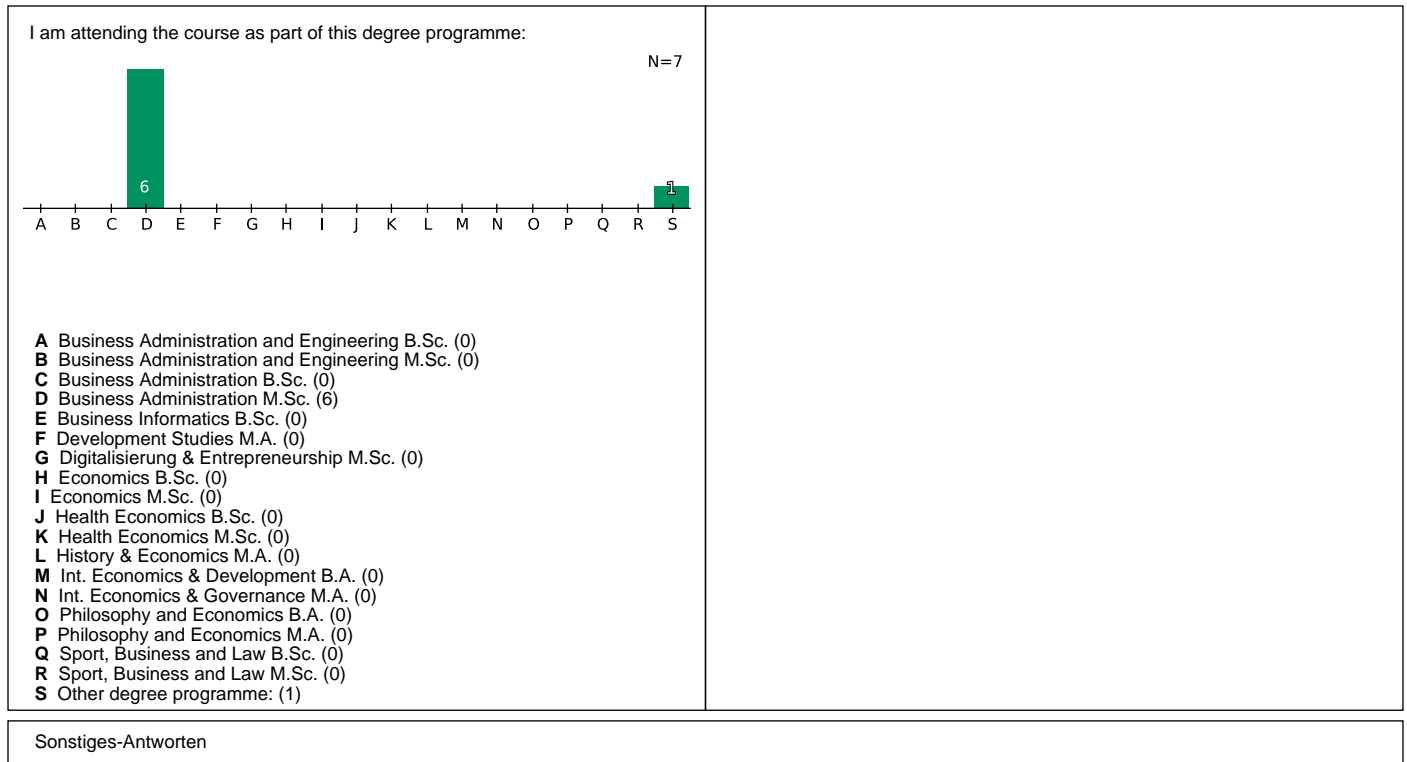 I am attending the course as part of this degree programme:
N=7
6
1
A B C D E F G H I J K L M N O P Q R S
A Business Administration and Engineering B.Sc. (0)
B Business Administration and Engineering M.Sc. (0)
C Business Administration B.Sc. (0)
D Business Administration M.Sc. (6)
E Business Informatics B.Sc. (0)
F Development Studies M.A. (0)
G Digitalisierung & Entrepreneurship M.Sc. (0)
H Economics B.Sc. (0)
I Economics M.Sc. (0)
J Health Economics B.Sc. (0)
K Health Economics M.Sc. (0)
L History & Economics M.A. (0)
M Int. Economics & Development B.A. (0)
N Int. Economics & Governance M.A. (0)
O Philosophy and Economics B.A. (0)
P Philosophy and Economics M.A. (0)
Q Sport, Business and Law B.Sc. (0)
R Sport, Business and Law M.Sc. (0)
S Other degree programme: (1)
Sonstiges-Antworten